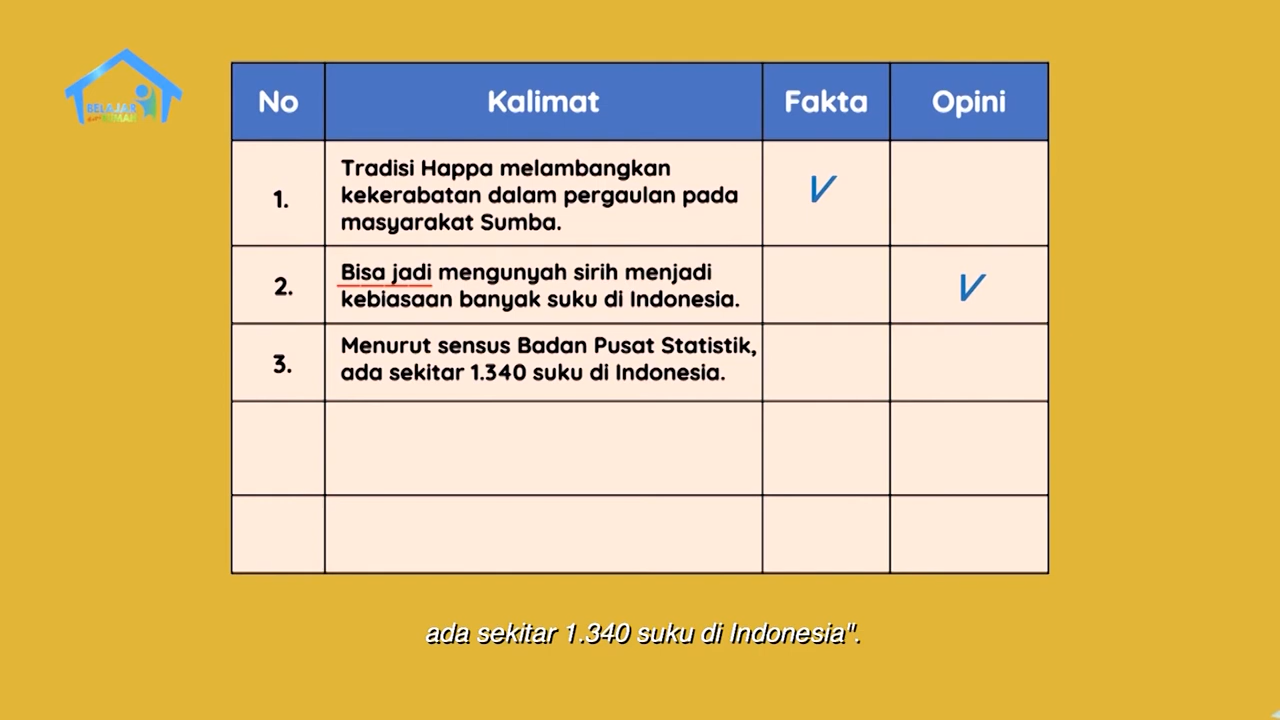 BELAJAR
dari RUMAH
No Kalimat Fakta Opini
1. Tradisi Happa melambangkan
kekerabatan dalam pergaulan pada
masyarakat Sumba.
V
2. Bisa jadi mengunyah sirih menjadi
kebiasaan banyak suku di Indonesia.
V
3. Menurut sensus Badan Pusat Statistik,
ada sekitar 1.340 suku di Indonesia.
ada sekitar 1.340 suku di Indonesia".